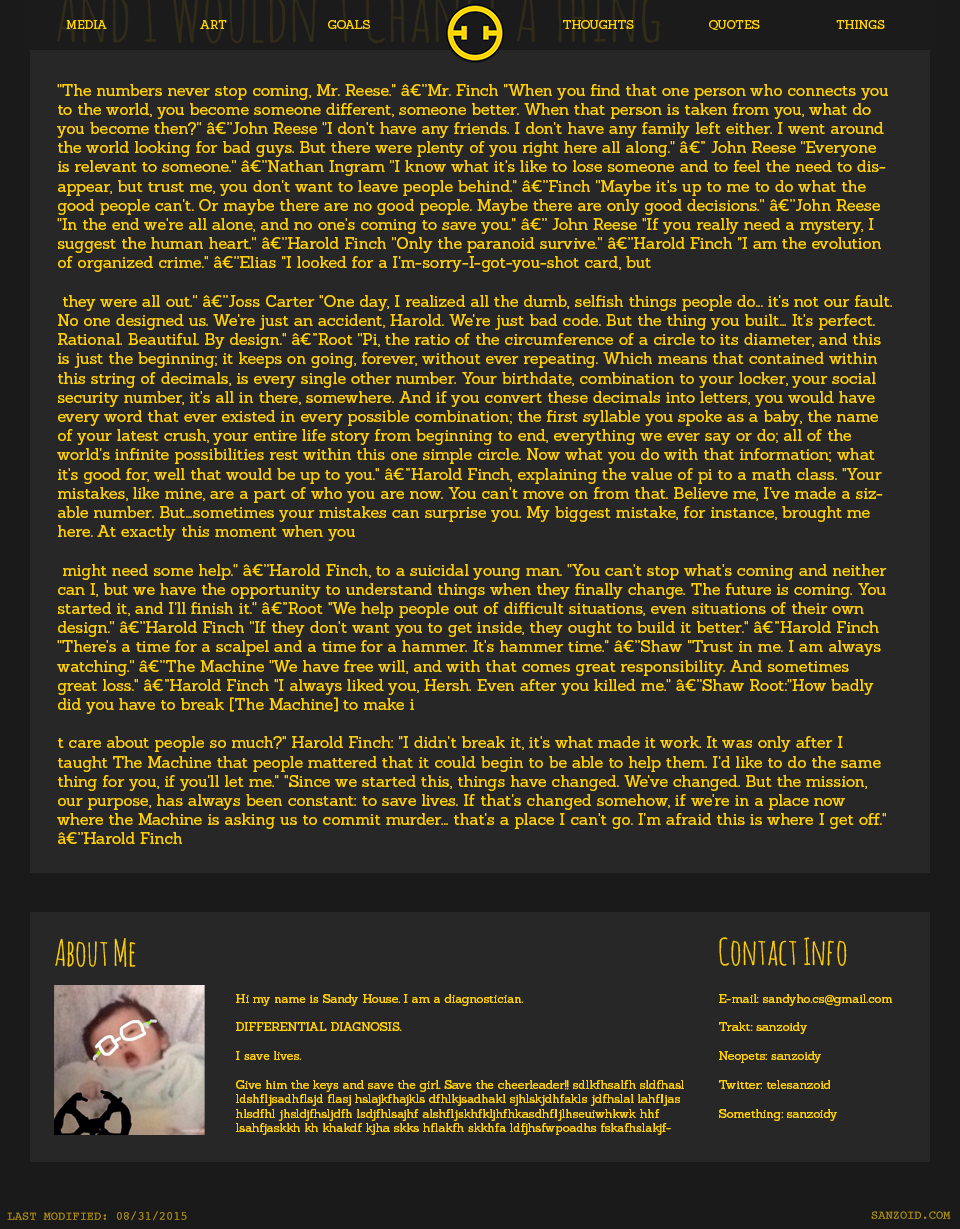 AND I WOULDN'T CHANGE A THING
MEDIA ART GOALS THOUGHTS QUOTES THINGS
"The numbers never stop coming, Mr. Reese." â€"Mr. Finch "When you find that one person who connects you
to the world, you become someone different, someone better. When that person is taken from you, what do
you become then?" â€"John Reese "I don't have any friends. I don't have any family left either. I went around
the world looking for bad guys. But there were plenty of you right here all along." â€" John Reese "Everyone
is relevant to someone." â€"Nathan Ingram "I know what it's like to lose someone and to feel the need to dis-
appear, but trust me, you don't want to leave people behind." â€"Finch "Maybe it's up to me to do what the
good people can't. Or maybe there are no good people. Maybe there are only good decisions." â€"John Reese
"In the end we're all alone, and no one's coming to save you." â€" John Reese "If you really need a mystery, I
suggest the human heart." â€"Harold Finch "Only the paranoid survive." â€"Harold Finch "I am the evolution
of organized crime." â€"Elias "I looked for a I'm-sorry-I-got-you-shot card, but
they were all out." â€"Joss Carter "One day, I realized all the dumb, selfish things people do... it's not our fault.
No one designed us. We're just an accident, Harold. We're just bad code. But the thing you built... It's perfect.
Rational. Beautiful. By design." â€"Root "Pi, the ratio of the circumference of a circle to its diameter, and this
is just the beginning; it keeps on going, forever, without ever repeating. Which means that contained within
this string of decimals, is every single other number. Your birthdate, combination to your locker, your social
security number, it's all in there, somewhere. And if you convert these decimals into letters, you would have
every word that ever existed in every possible combination; the first syllable you spoke as a baby, the name
of your latest crush, your entire life story from beginning to end, everything we ever say or do; all of the
world's infinite possibilities rest within this one simple circle. Now what you do with that information; what
it's good for, well that would be up to you." â€"Harold Finch, explaining the value of pi to a math class. "Your
mistakes, like mine, are a part of who you are now. You can't move on from that. Believe me, I've made a siz-
able number. But...sometimes your mistakes can surprise you. My biggest mistake, for instance, brought me
here. At exactly this moment when you
might need some help." â€"Harold Finch, to a suicidal young man. "You can't stop what's coming and neither
can I, but we have the opportunity to understand things when they finally change. The future is coming. You
started it, and I'll finish it." â€"Root "We help people out of difficult situations, even situations of their own
design." â€"Harold Finch "If they don't want you to get inside, they ought to build it better." â€"Harold Finch
"There's a time for a scalpel and a time for a hammer. It's hammer time." â€"Shaw "Trust in me. I am always
watching." â€"The Machine "We have free will, and with that comes great responsibility. And sometimes
great loss." â€"Harold Finch "I always liked you, Hersh. Even after you killed me." â€"Shaw Root:"How badly
did you have to break [The Machine] to make i
t care about people so much?" Harold Finch: "I didn't break it, it's what made it work. It was only after I
taught The Machine that people mattered that it could begin to be able to help them. I'd like to do the same
thing for you, if you'll let me." "Since we started this, things have changed. We've changed. But the mission,
our purpose, has always been constant: to save lives. If that's changed somehow, if we're in a place now
where the Machine is asking us to commit murder... that's a place I can't go. I'm afraid this is where I get off."
â€"Harold Finch
About Me
Hi my name is Sandy House. I am a diagnostician.
DIFFERENTIAL DIAGNOSIS.
I save lives.
Give him the keys and save the girl. Save the cheerleader!! sdlkfhsalfh sldfhasl
ldshfljsadhflsjd flasj hslajkfhajkls dfhlkjsadhakl sjhlskjdhfakls jdfhslal lahfljas
hlsdfhl jhsldjfhsljdfh lsdjfhlsajhf alshfljskhfkljhfhkasdhfljlhseuiwhkwk hhf
lsahfjaskkh kh khakdf kjha skks hflakfh skkhfa ldfjhsfwpoadhs fskafhslakjf-
Contact Info
E-mail: sandyho.cs@gmail.com
Trakt: sanzoidy
Neopets: sanzoidy
Twitter: telesanzoid
Something: sanzoidy
LAST MODIFIED: 08/31/2015
SANZOID.COM